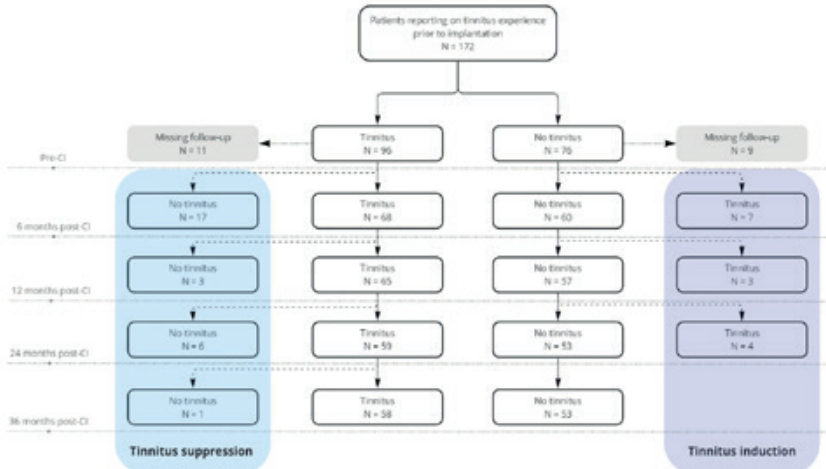 Patients reporting on tinnitus experience
prior to implantation
N = 172
Missing follow-up
N = 11
Tinnitus
N = 96
No tinnitus
N = 76
Missing follow-up
N = 9
Pre-CI
No tinnitus
N = 17
Tinnitus
N = 68
No tinnitus
N = 60
Tinnitus
N = 7
6 months post-CI
No tinnitus
N = 3
Tinnitus
N = 65
No tinnitus
N = 57
Tinnitus
N = 3
12 months post-CI
No tinnitus
N = 6
Tinnitus
N = 59
No tinnitus
N = 53
Tinnitus
N = 4
24 months post-CI
No tinnitus
N = 1
Tinnitus
N = 58
No tinnitus
N = 53
36 months post-CI
Tinnitus suppression
Tinnitus induction